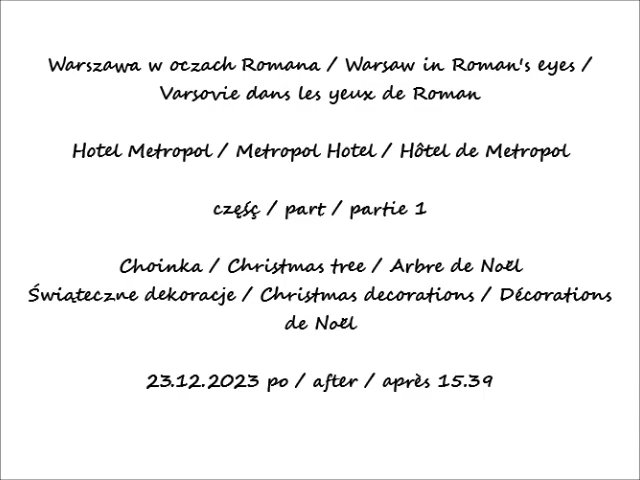 Warszawa w oczach Romana / Warsaw in Roman's eyes /
Varsovie dans les yeux de Roman
Hotel Metropol / Metropol Hotel / Hôtel de Metropol
częśç / part / partie 1
Choinka / Christmas tree / Arbre de Noël
Świąteczne dekoracje / Christmas decorations / Décorations
de Noël
23.12.2023 po / after / après 15.39